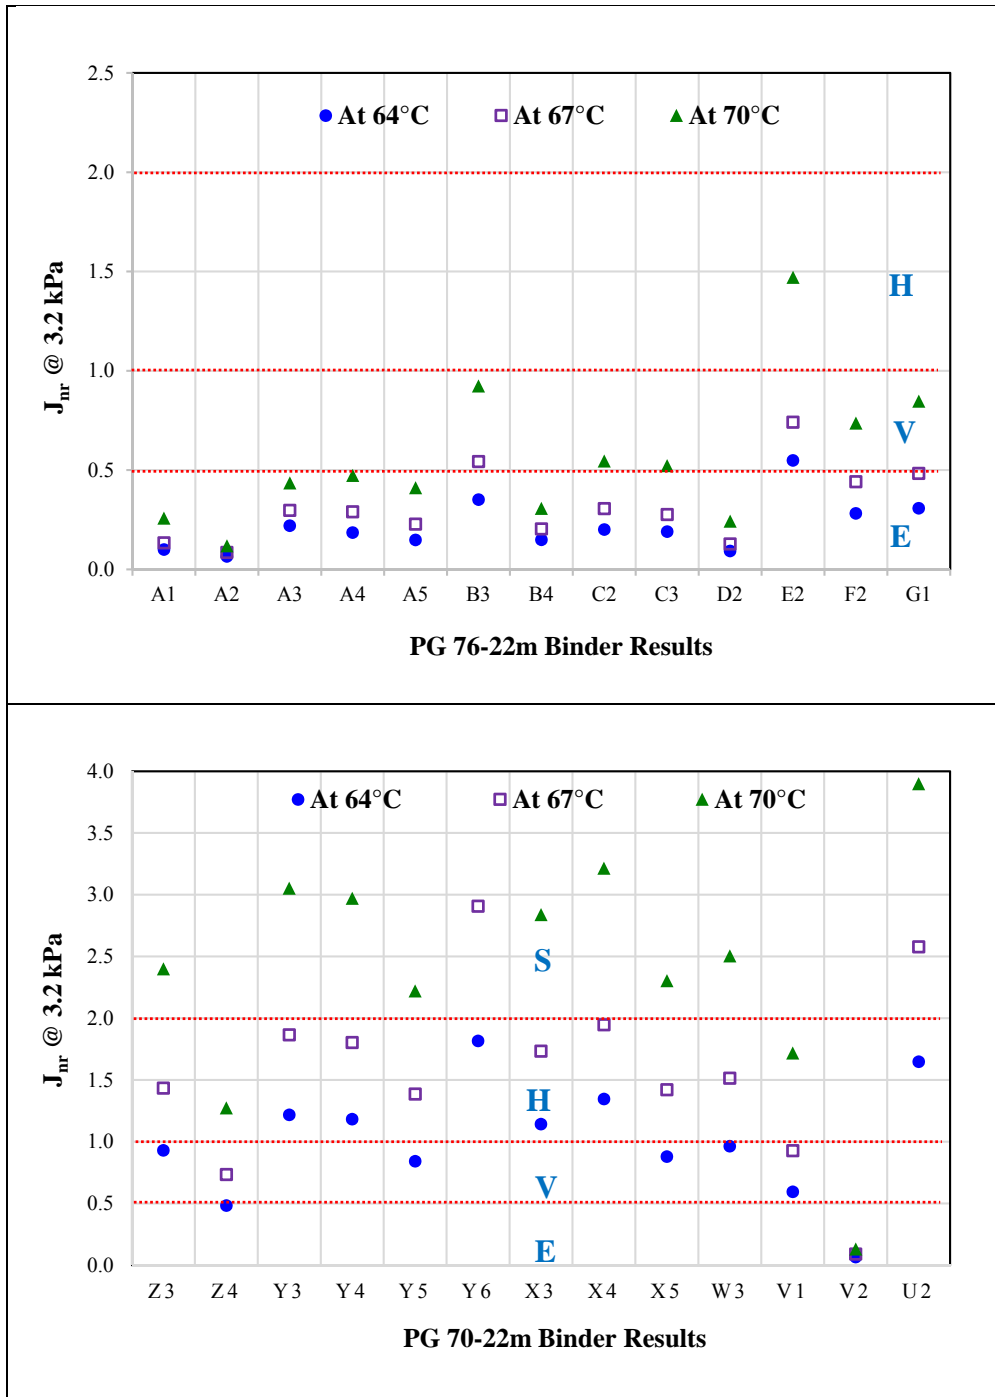 2.5
At 64°C At 67°C At 70°C
2.0
1.5
H
1.0
V
0.5
E
0.0
J_nr @ 3.2 kPa
A1 A2 A3 A4 A5 B3 B4 C2 C3 D2 E2 F2 G1
PG 76-22m Binder Results
4.0
At 64°C At 67°C At 70°C
3.5
3.0
2.5
S
2.0
1.5
H
1.0
V
0.5
E
0.0
J_nr @ 3.2 kPa
Z3 Z4 Y3 Y4 Y5 Y6 X3 X4 X5 W3 V1 V2 U2
PG 70-22m Binder Results